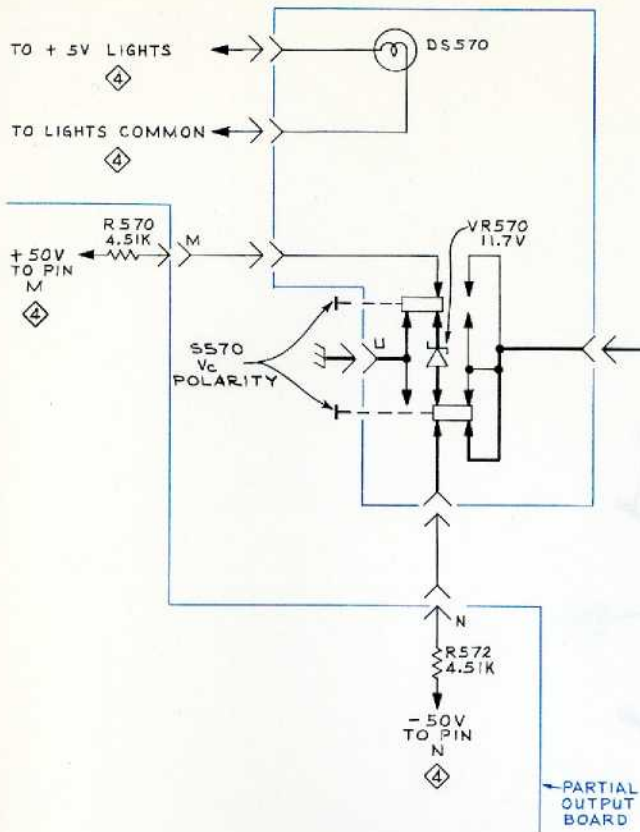 DS570
TO + 5V LIGHTS
4
TO LIGHTS COMMON
4
R570
4.51K
M
+50V
TO PIN
M
4
VR570
11.7V
S570
Vc
POLARITY
U
N
R572
4.51K
-50V
TO PIN
N
4
PARTIAL
OUTPUT
BOARD